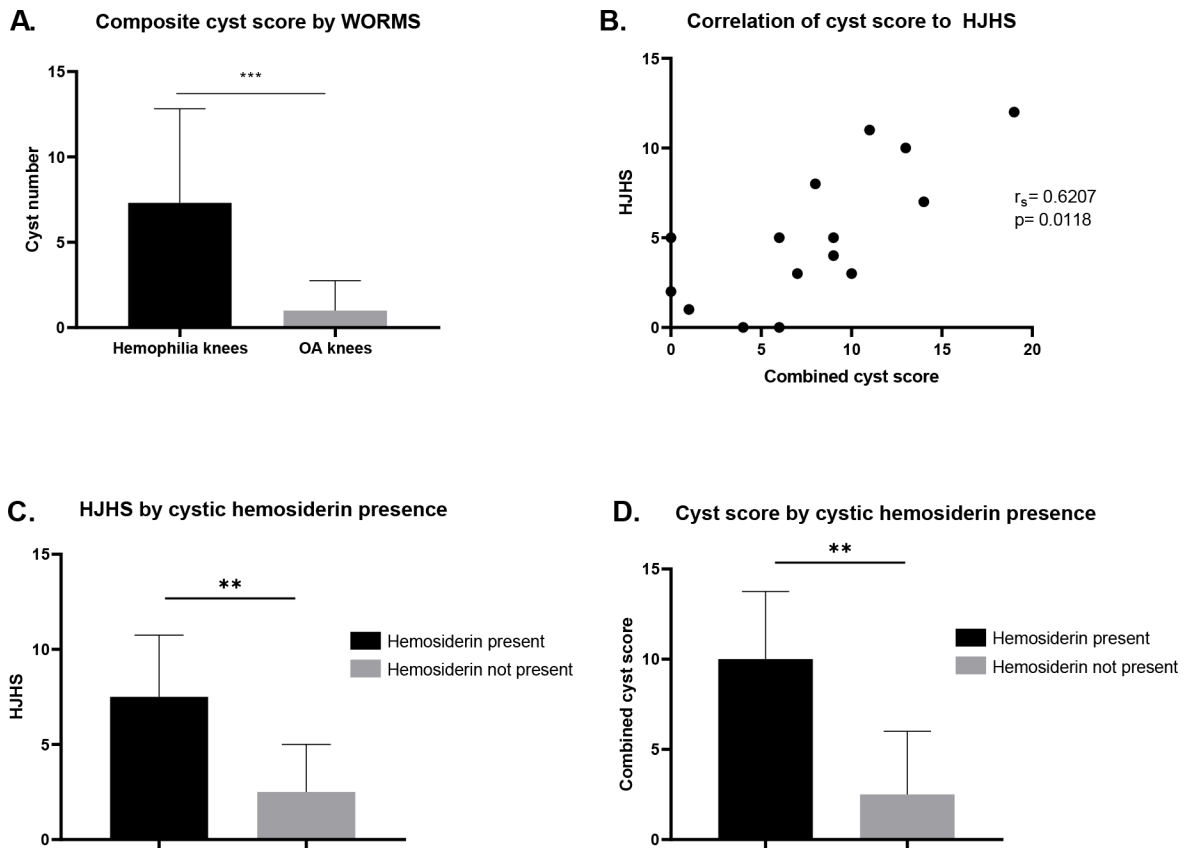 A.
Composite cyst score by WORMS
***
15
10
5
0
Cyst number
Hemophilia knees
OA knees
B.
Correlation of cyst score to HJHS
15
10
5
0
HJHS
rs= 0.6207
p= 0.0118
0
5
10
15
20
Combined cyst score
C.
HJHS by cystic hemosiderin presence
**
15
10
5
0
HJHS
Hemosiderin present
Hemosiderin not present
D.
Cyst score by cystic hemosiderin presence
**
15
10
5
0
Combined cyst score
Hemosiderin present
Hemosiderin not present